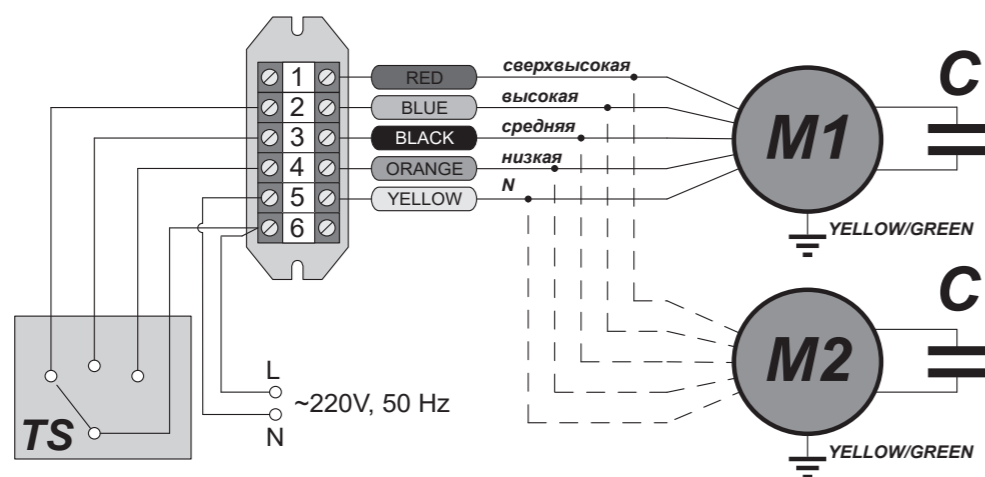 1 RED сверхвысокая
2 BLUE высокая
3 BLACK средняя
4 ORANGE низкая
5 YELLOW N
6
M1
C
YELLOW/GREEN
M2
C
YELLOW/GREEN
TS
L
~220V, 50 Hz
N